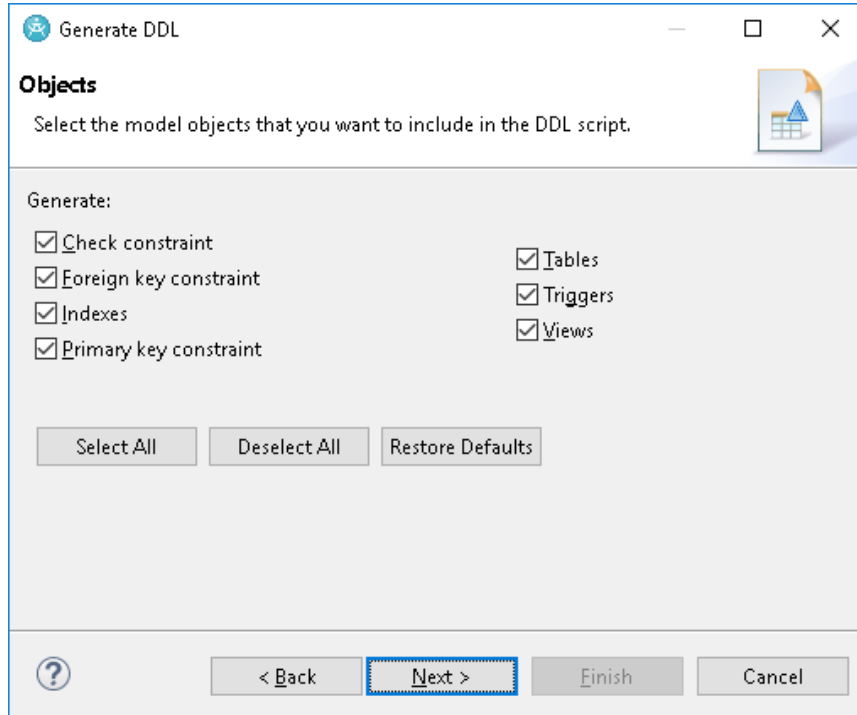 Generate DDL
Objects
Select the model objects that you want to include in the DDL script.
Generate:
Check constraint
Foreign key constraint
Indexes
Primary key constraint
Tables
Triggers
Views
Select All
Deselect All
Restore Defaults
?
< Back
Next >
Finish
Cancel